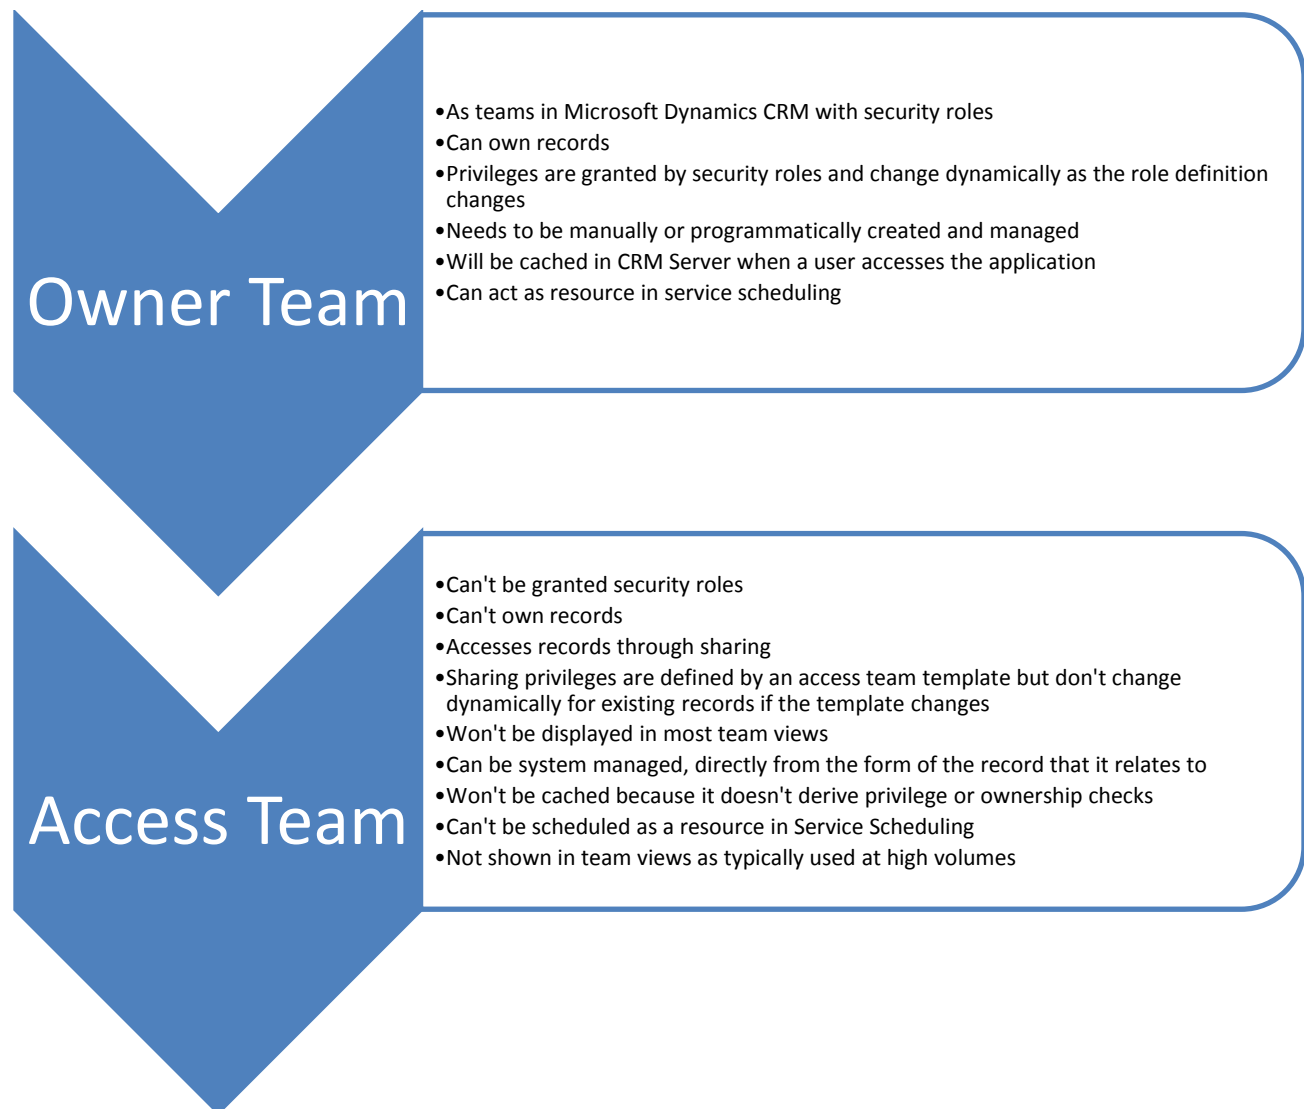 Owner Team
•As teams in Microsoft Dynamics CRM with security roles
•Can own records
•Privileges are granted by security roles and change dynamically as the role definition
changes
•Needs to be manually or programmatically created and managed
•Will be cached in CRM Server when a user accesses the application
•Can act as resource in service scheduling
Access Team
•Can't be granted security roles
•Can't own records
•Accesses records through sharing
•Sharing privileges are defined by an access team template but don't change
dynamically for existing records if the template changes
•Won't be displayed in most team views
•Can be system managed, directly from the form of the record that it relates to
•Won't be cached because it doesn't derive privilege or ownership checks
•Can't be scheduled as a resource in Service Scheduling
•Not shown in team views as typically used at high volumes